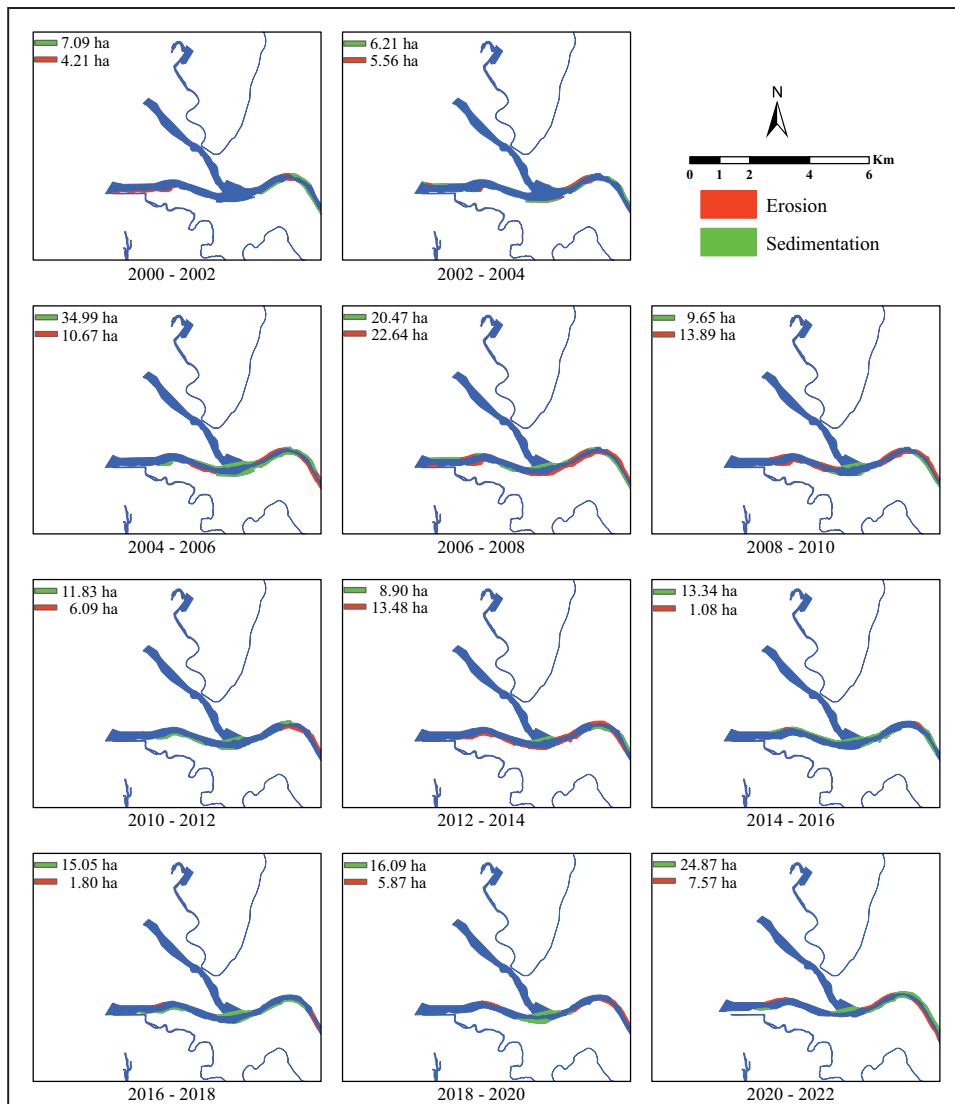 7.09 ha
4.21 ha
2000 - 2002
6.21 ha
5.56 ha
2002 - 2004
N
Km
0 1 2 4 6
Erosion
Sedimentation
34.99 ha
10.67 ha
2004 - 2006
20.47 ha
22.64 ha
2006 - 2008
9.65 ha
13.89 ha
2008 - 2010
11.83 ha
6.09 ha
2010 - 2012
8.90 ha
13.48 ha
2012 - 2014
13.34 ha
1.08 ha
2014 - 2016
15.05 ha
1.80 ha
2016 - 2018
16.09 ha
5.87 ha
2018 - 2020
24.87 ha
7.57 ha
2020 - 2022